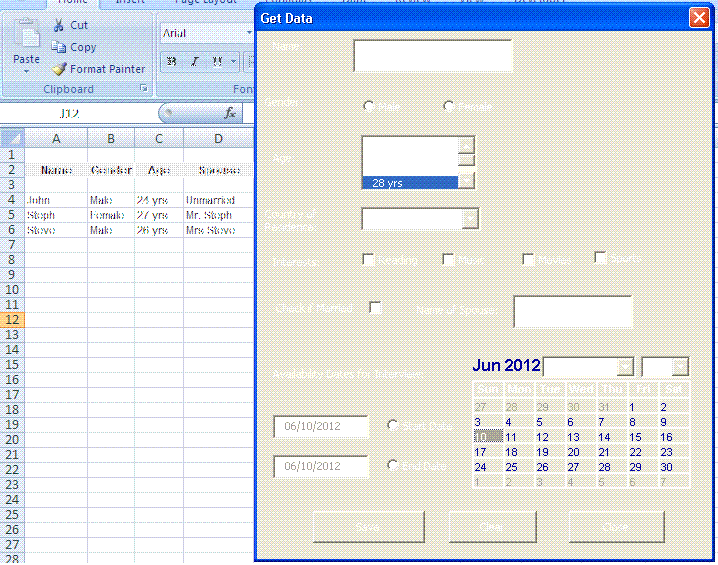 Home Insert Page Layout
Cut
Copy
Paste
Format Painter
Clipboard
Arial
B I U
Font
J12
fx
A B C D
1
2 Name Gender Age Spouse
3
4 John Male 24 yrs Unmarried
5 Steph Female 27 yrs Mr. Steph
6 Steve Male 26 yrs Mrs Steve
7
8
9
10
11
12
13
14
15
16
17
18
19
20
21
22
23
24
25
26
27
28
Get Data
Name
Gender Male Female
Age
28 yrs
Country of
Residence
Interests: Reading Music Movies Sports
Check if Married Name of Spouse
Availability Dates for Interviews
Jun 2012
Sun Mon Tue Wed Thu Fri Sat
27 28 29 30 31 1 2
3 4 5 6 7 8 9
10 11 12 13 14 15 16
17 18 19 20 21 22 23
24 25 26 27 28 29 30
1 2 3 4 5 6 7
06/10/2012 Start Date
06/10/2012 End Date
Save Clear Close